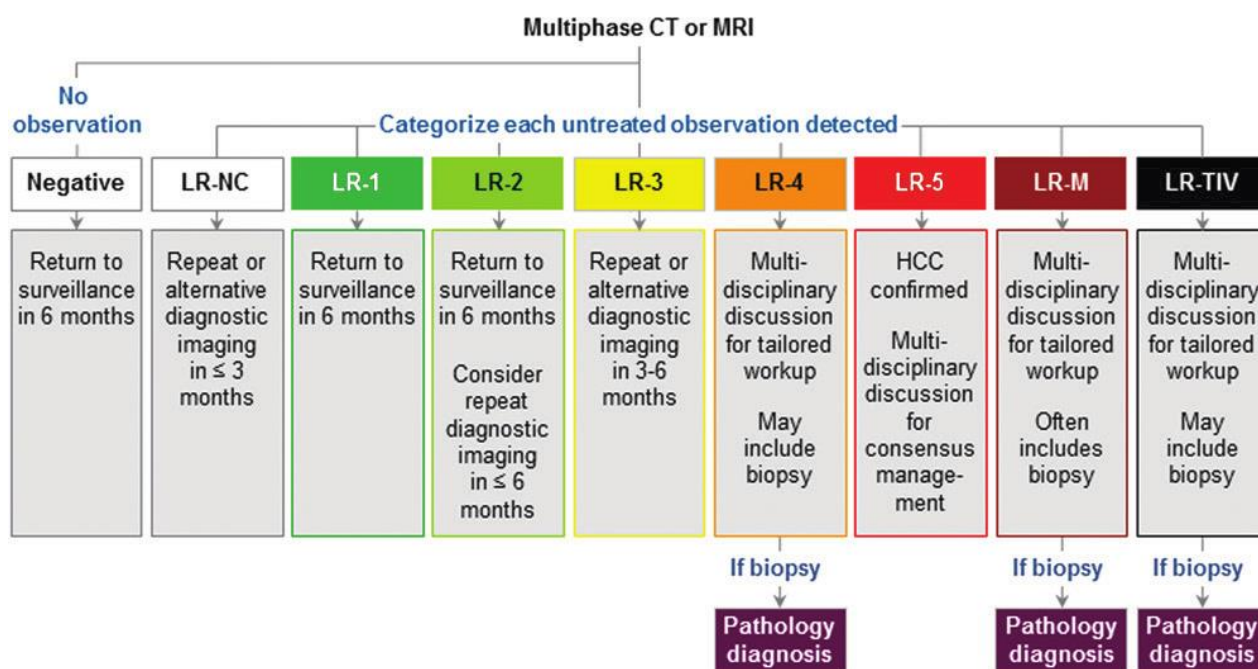 Multiphase CT or MRI
No
observation
Categorize each untreated observation detected
Negative
LR-NC
LR-1
LR-2
LR-3
LR-4
LR-5
LR-M
LR-TIV
Return to
surveillance
in 6 months
Repeat or
alternative
diagnostic
imaging
in ≤ 3
months
Return to
surveillance
in 6 months
Return to
surveillance
in 6 months
Consider
repeat
diagnostic
imaging
in ≤ 6
months
Repeat or
alternative
diagnostic
imaging
in 3-6
months
Multi-
disciplinary
discussion
for tailored
workup
May
include
biopsy
HCC
confirmed
Multi-
disciplinary
discussion
for
consensus
manage-
ment
Multi-
disciplinary
discussion
for tailored
workup
Often
includes
biopsy
Multi-
disciplinary
discussion
for tailored
workup
May
include
biopsy
If biopsy
If biopsy
If biopsy
Pathology
diagnosis
Pathology
diagnosis
Pathology
diagnosis